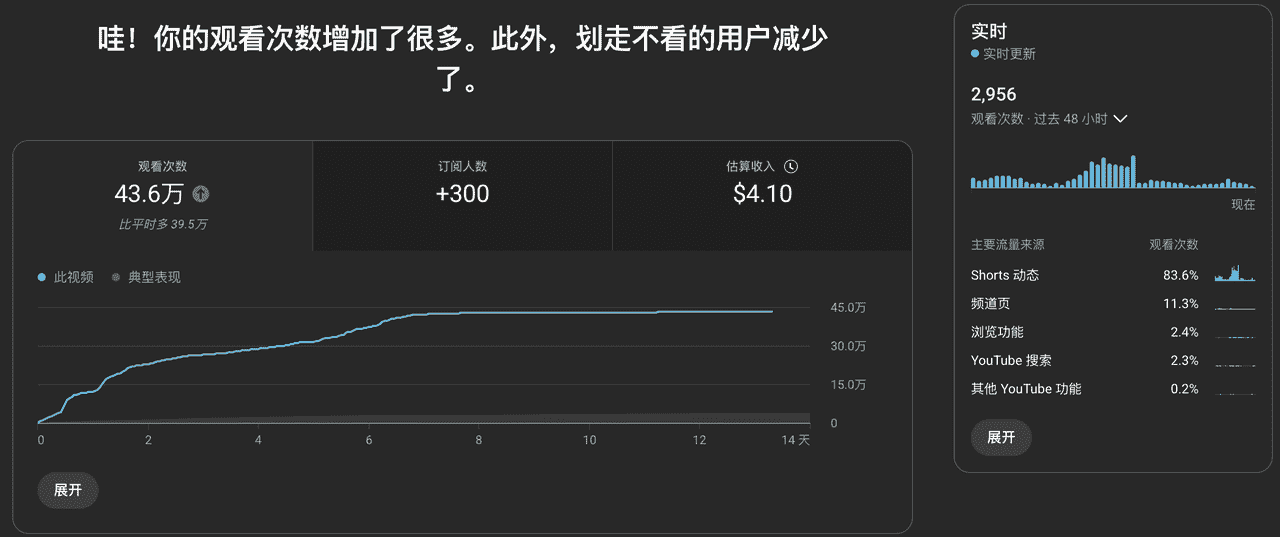 哇！你的观看次数增加了很多。此外，划走不看的用户减少
了。
观看次数
43.6万
比平时多 39.5万
订阅人数
+300
估算收入
$4.10
此视频
典型表现
45.0万
30.0万
15.0万
0
0 2 4 6 8 10 12 14 天
展开
实时
实时更新
2,956
观看次数 · 过去 48 小时
现在
主要流量来源 观看次数
Shorts 动态 83.6%
频道页 11.3%
浏览功能 2.4%
YouTube 搜索 2.3%
其他 YouTube 功能 0.2%
展开